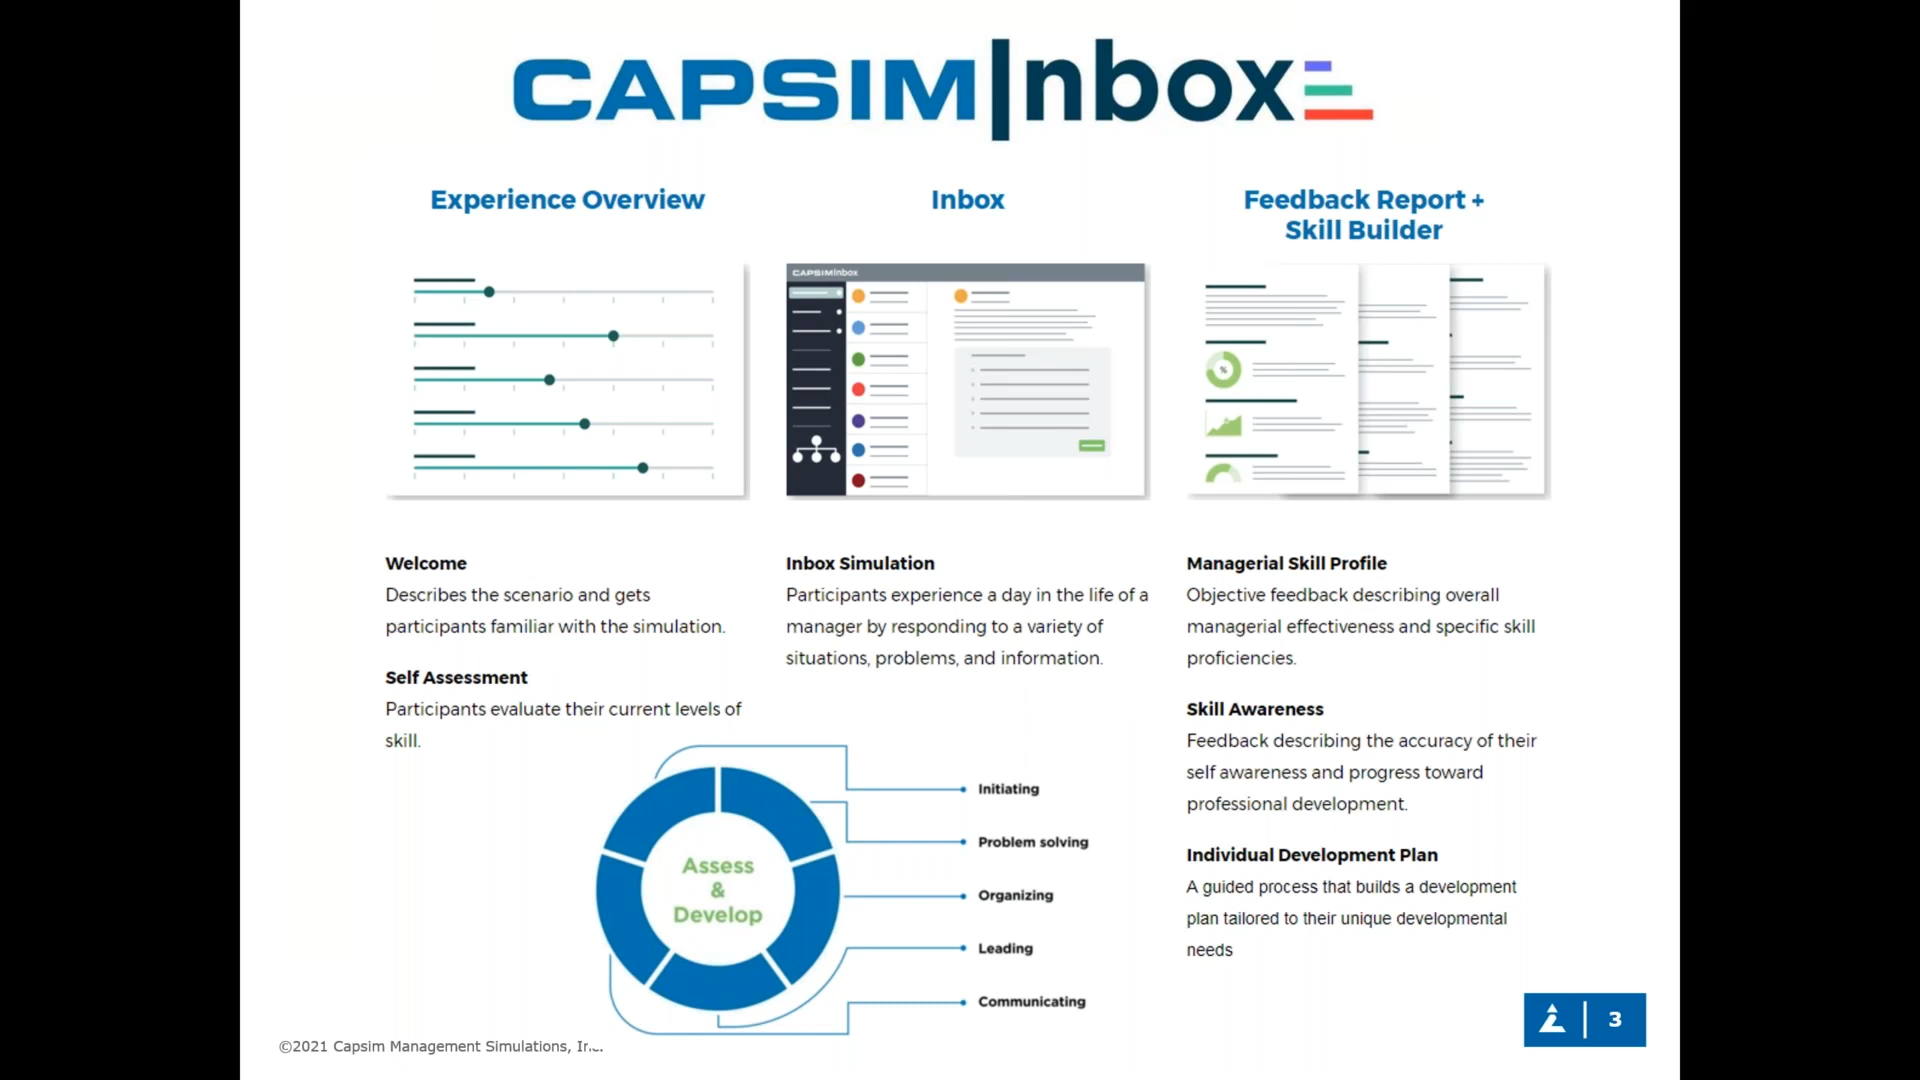 CAPSIMInbox
Experience Overview
Inbox
Feedback Report +
Skill Builder
CAPSIMInbox
%
Welcome
Describes the scenario and gets
participants familiar with the simulation.
Self Assessment
Participants evaluate their current levels of
skill.
Inbox Simulation
Participants experience a day in the life of a
manager by responding to a variety of
situations, problems, and information.
Managerial Skill Profile
Objective feedback describing overall
managerial effectiveness and specific skill
proficiencies.
Skill Awareness
Feedback describing the accuracy of their
self awareness and progress toward
professional development.
Individual Development Plan
A guided process that builds a development
plan tailored to their unique developmental
needs
Assess
&
Develop
Initiating
Problem solving
Organizing
Leading
Communicating
©2021 Capsim Management Simulations, Inc.
3